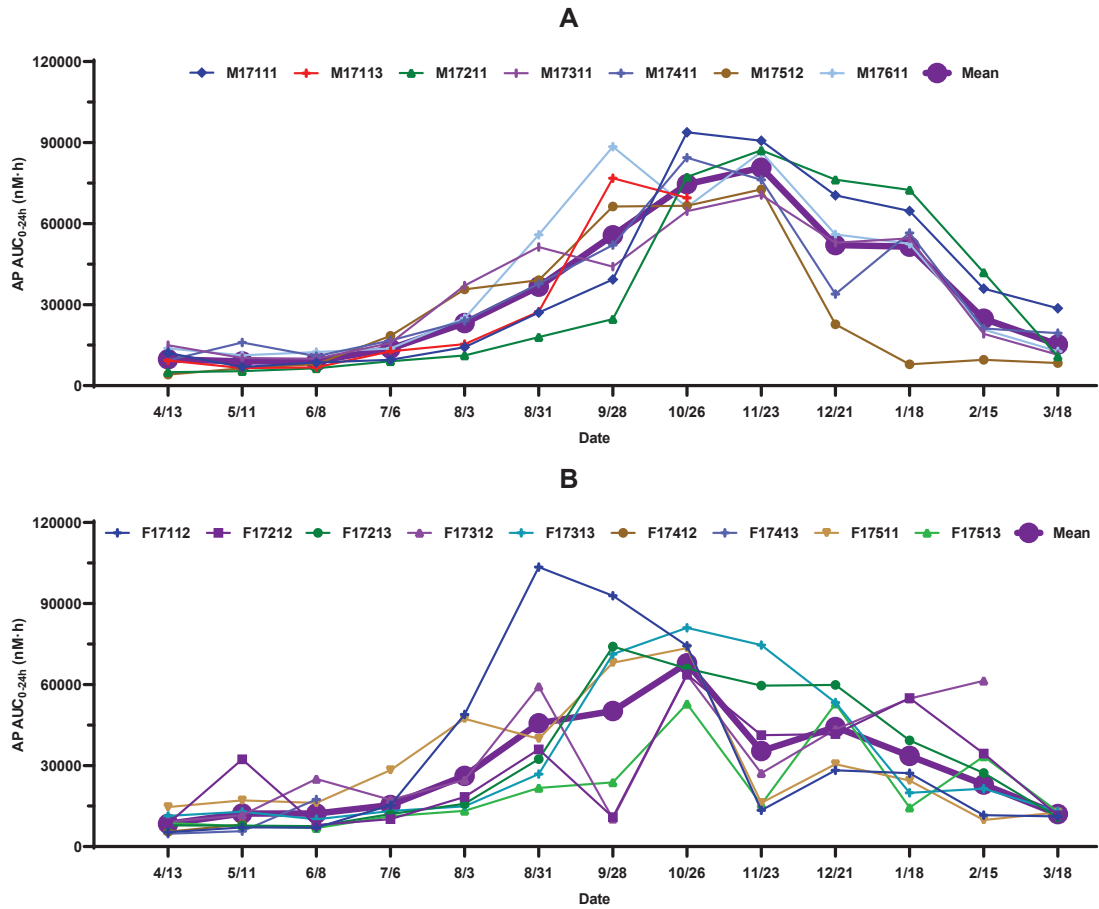 A
M17111 M17113 M17211 M17311 M17411 M17512 M17611 Mean
AP AUC0-24h (nM·h)
120000
90000
60000
30000
0
4/13 5/11 6/8 7/6 8/3 8/31 9/28 10/26 11/23 12/21 1/18 2/15 3/18
Date
B
F17112 F17212 F17213 F17312 F17313 F17412 F17413 F17511 F17513 Mean
AP AUC0-24h (nM·h)
120000
90000
60000
30000
0
4/13 5/11 6/8 7/6 8/3 8/31 9/28 10/26 11/23 12/21 1/18 2/15 3/18
Date